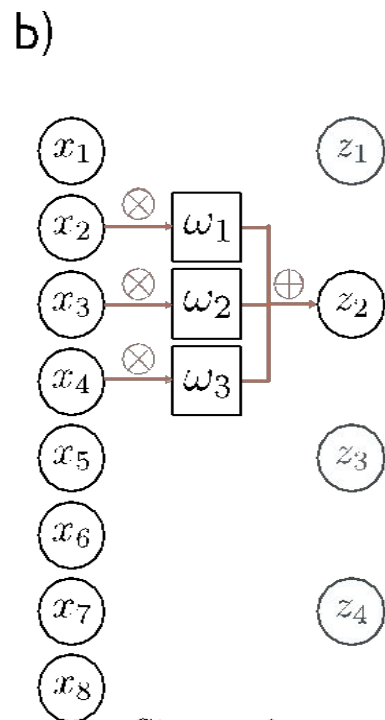 b)
x₁ z₁
x₂ ⊗ ω₁
x₃ ⊗ ω₂ ⊕ z₂
x₄ ⊗ ω₃
x₅ z₃
x₆
x₇ z₄
x₈